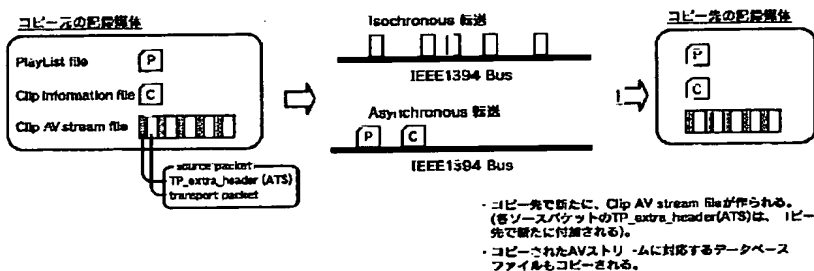 コピー元の記録媒体
PlayList file
P
Clip Information file
C
Clip AV stream file
source packet
TP_extra_header (ATS)
transport packet
Isochronous 転送
IEEE1394 Bus
Asynchronous 転送
P
C
IEEE1394 Bus
コピー先の記録媒体
P
C
・コピー先で新たに、Clip AV stream fileが作られる。
(各ソースパケットのTP_extra_header(ATS)は、コピー
先で新たに付加される)。
・コピーされたAVストリームに対応するデータベース
ファイルもコピーされる。